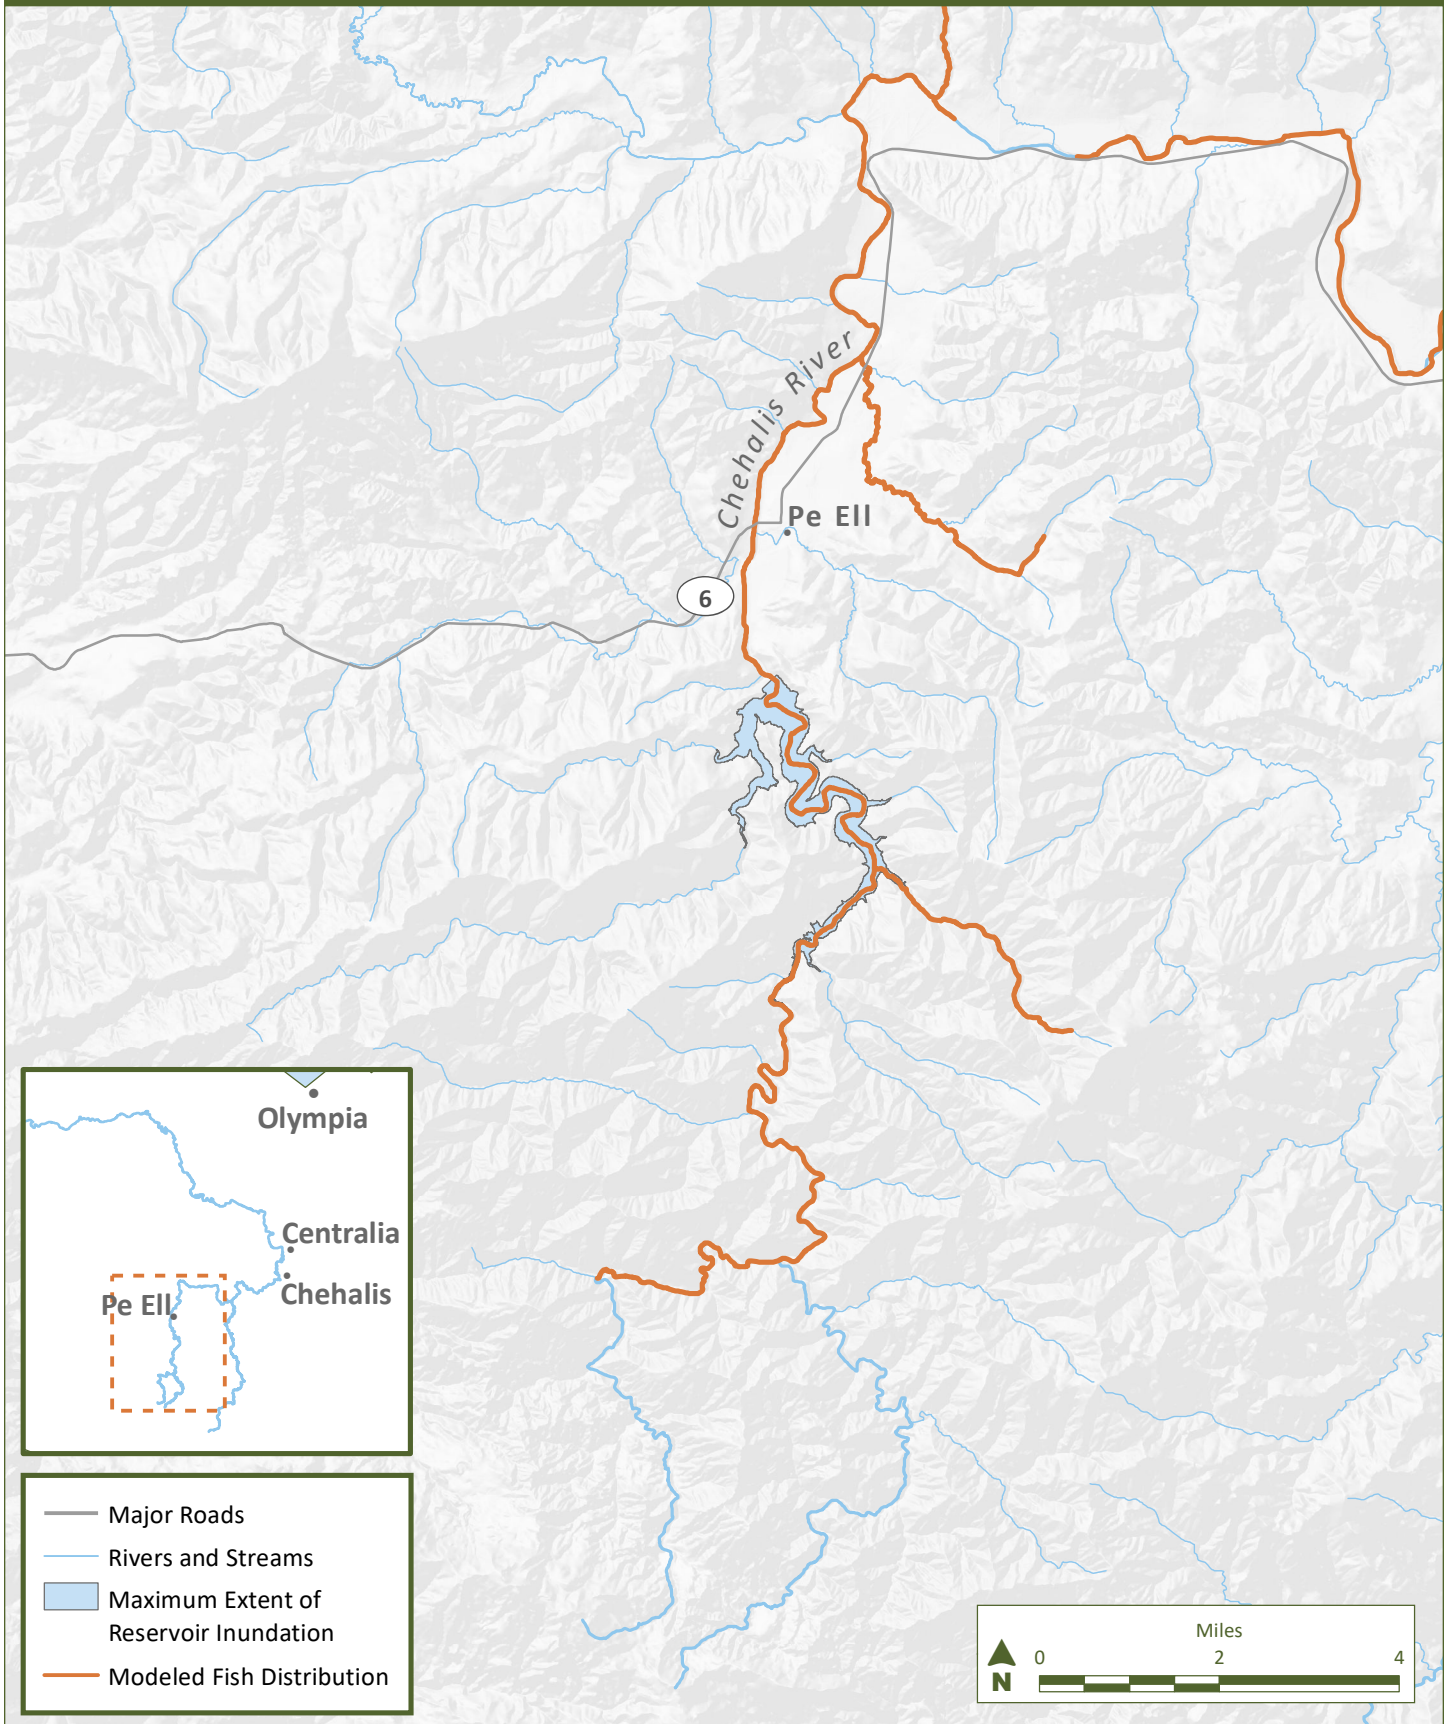 Chehalis River
Pe Ell
6
Olympia
Centralia
Chehalis
Pe Ell
Major Roads
Rivers and Streams
Maximum Extent of
Reservoir Inundation
Modeled Fish Distribution
Miles
0 2 4
N